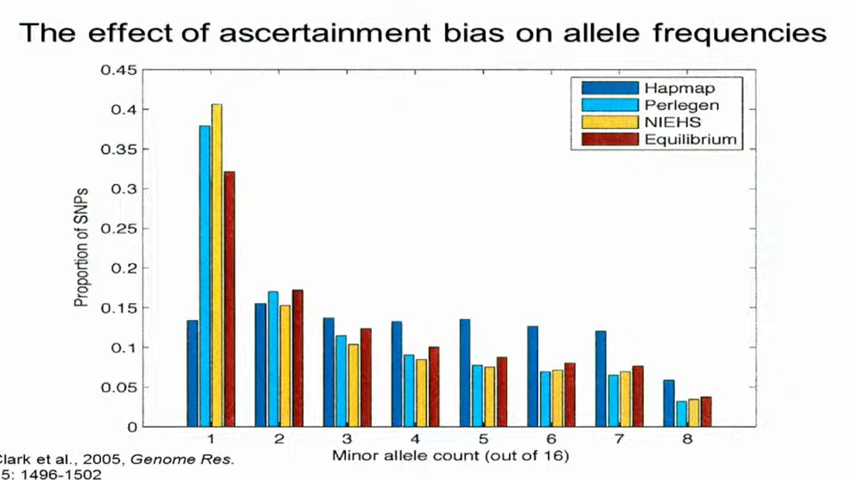 The effect of ascertainment bias on allele frequencies
0.45
0.4
0.35
0.3
0.25
0.2
0.15
0.1
0.05
0
Proportion of SNPs
Hapmap
Perlegen
NIEHS
Equilibrium
1 2 3 4 5 6 7 8
Minor allele count (out of 16)
lark et al., 2005, Genome Res.
5: 1496-1502